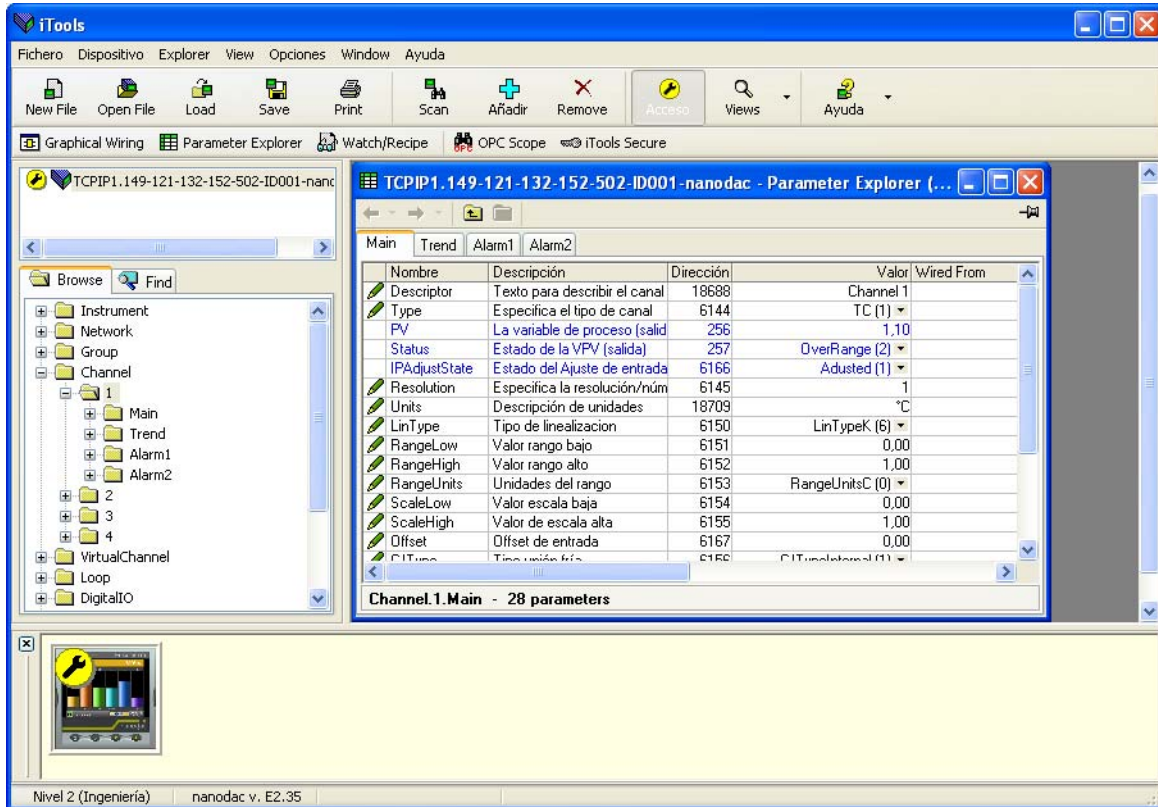 iTools
Fichero Dispositivo Explorer View Opciones Window Ayuda
New File Open File Load Save Print Scan Añadir Remove Acceso Views Ayuda
Graphical Wiring Parameter Explorer Watch/Recipe OPC Scope iTools Secure
TCPIP1.149-121-132-152-502-ID001-nano
Browse Find
Instrument
Network
Group
Channel
1
Main
Trend
Alarm1
Alarm2
2
3
4
VirtualChannel
Loop
DigitalIO
TCPIP1.149-121-132-152-502-ID001-nanodac - Parameter Explorer (...
Main Trend Alarm1 Alarm2
Nombre Descripción Dirección Valor Wired From
Descriptor Texto para describir el canal 18688 Channel 1
Type Especifica el tipo de canal 6144 TC (1)
PV La variable de proceso (salid 256 1,10
Status Estado de la VPV (salida) 257 OverRange (2)
IPAdjustState Estado del Ajuste de entrada 6166 Adusted (1)
Resolution Especifica la resolución/núm 6145 1
Units Descripción de unidades 18709 °C
LinType Tipo de linealizacion 6150 LinTypeK (6)
RangeLow Valor rango bajo 6151 0,00
RangeHigh Valor rango alto 6152 1,00
RangeUnits Unidades del rango 6153 RangeUnitsC (0)
ScaleLow Valor escala baja 6154 0,00
ScaleHigh Valor de escala alta 6155 1,00
Offset Offset de entrada 6167 0,00
CJType Tipo unión fría 6156 CJTypeInternal (1)
Channel.1.Main - 28 parameters
Nivel 2 (Ingeniería) nanodac v. E2.35